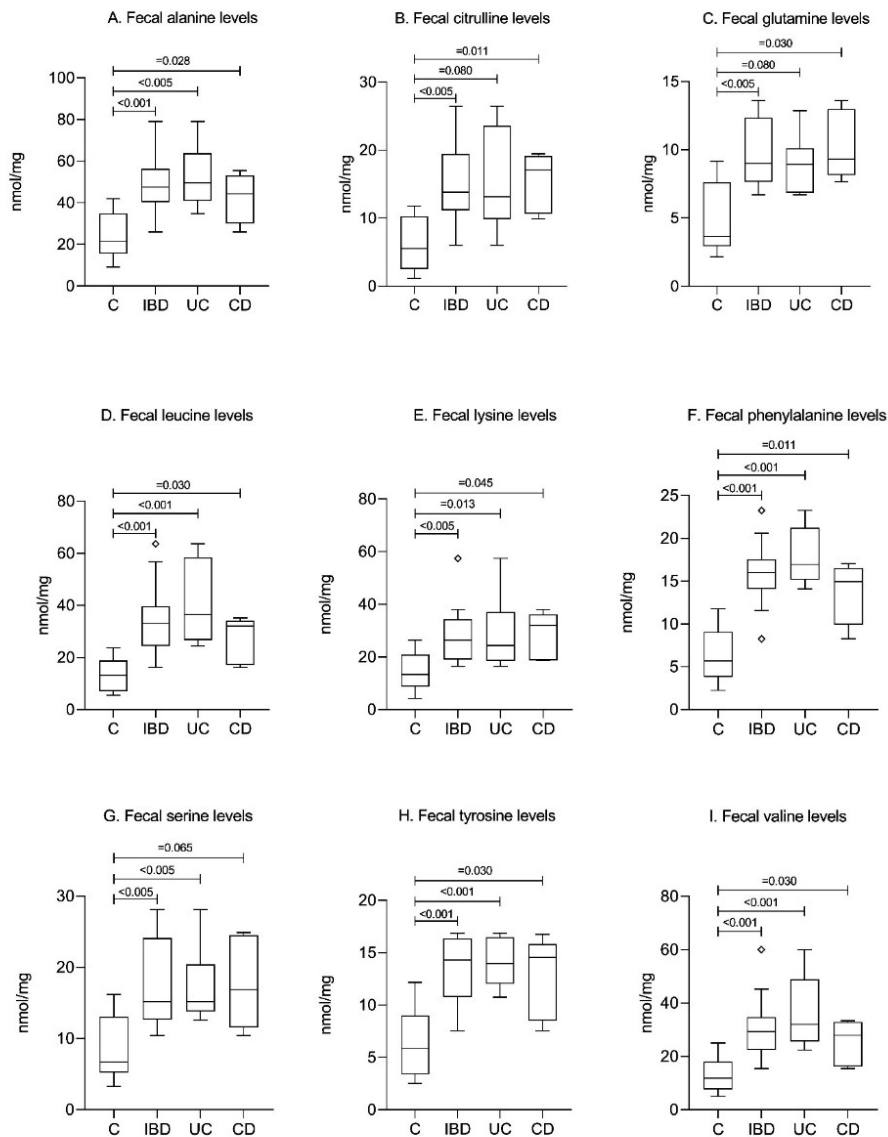 A. Fecal alanine levels
=0.028
<0.005
<0.001
100
80
60
40
20
0
nmol/mg
C IBD UC CD
B. Fecal citrulline levels
=0.011
=0.080
<0.005
30
20
10
0
nmol/mg
C IBD UC CD
C. Fecal glutamine levels
=0.030
=0.080
<0.005
15
10
5
0
nmol/mg
C IBD UC CD
D. Fecal leucine levels
=0.030
<0.001
<0.001
80
60
40
20
0
nmol/mg
C IBD UC CD
E. Fecal lysine levels
=0.045
=0.013
<0.005
80
60
40
20
0
nmol/mg
C IBD UC CD
F. Fecal phenylalanine levels
=0.011
<0.001
<0.001
25
20
15
10
5
0
nmol/mg
C IBD UC CD
G. Fecal serine levels
=0.065
<0.005
<0.005
30
20
10
0
nmol/mg
C IBD UC CD
H. Fecal tyrosine levels
=0.030
<0.001
<0.001
20
15
10
5
0
nmol/mg
C IBD UC CD
I. Fecal valine levels
=0.030
<0.001
<0.001
80
60
40
20
0
nmol/mg
C IBD UC CD